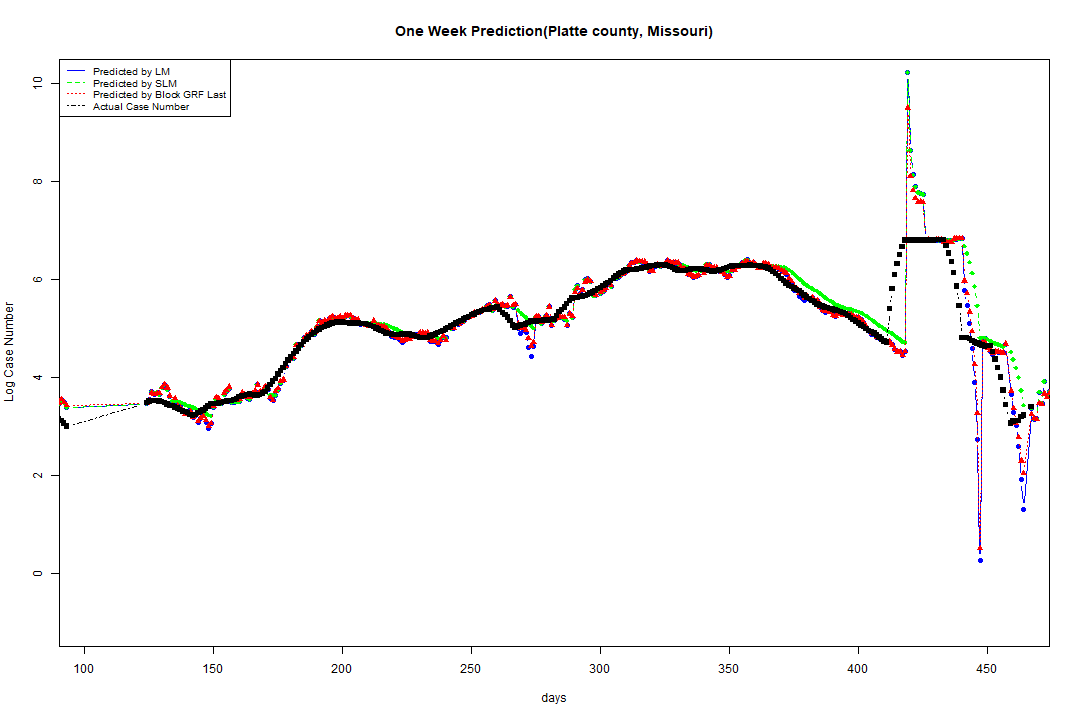 One Week Prediction(Platte county, Missouri)
Predicted by LM
Predicted by SLM
Predicted by Block GRF Last
Actual Case Number
Log Case Number
10
8
6
4
2
0
100 150 200 250 300 350 400 450
days